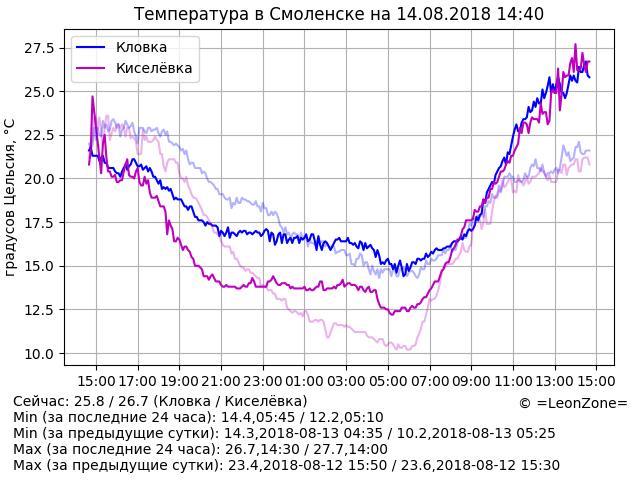 Температура в Смоленске на 14.08.2018 14:40
Кловка
Киселёвка
градусов Цельсия, °C
27.5
25.0
22.5
20.0
17.5
15.0
12.5
10.0
15:00 17:00 19:00 21:00 23:00 01:00 03:00 05:00 07:00 09:00 11:00 13:00 15:00
Сейчас: 25.8 / 26.7 (Кловка / Киселёвка)
© =LeonZone=
Min (за последние 24 часа): 14.4,05:45 / 12.2,05:10
Min (за предыдущие сутки): 14.3,2018-08-13 04:35 / 10.2,2018-08-13 05:25
Max (за последние 24 часа): 26.7,14:30 / 27.7,14:00
Max (за предыдущие сутки): 23.4,2018-08-12 15:50 / 23.6,2018-08-12 15:30